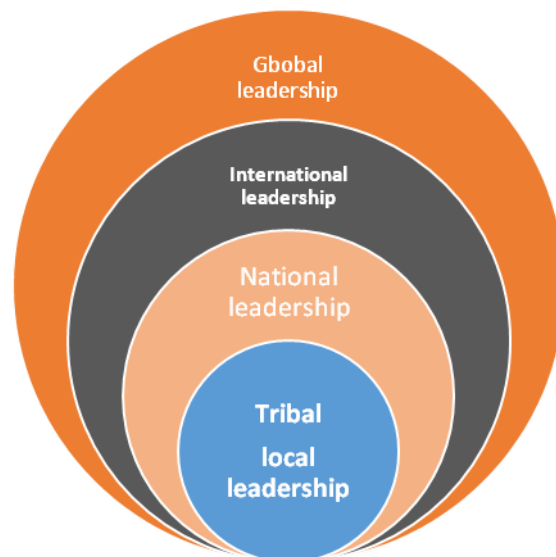 Gbobal
leadership
International
leadership
National
leadership
Tribal
local
leadership